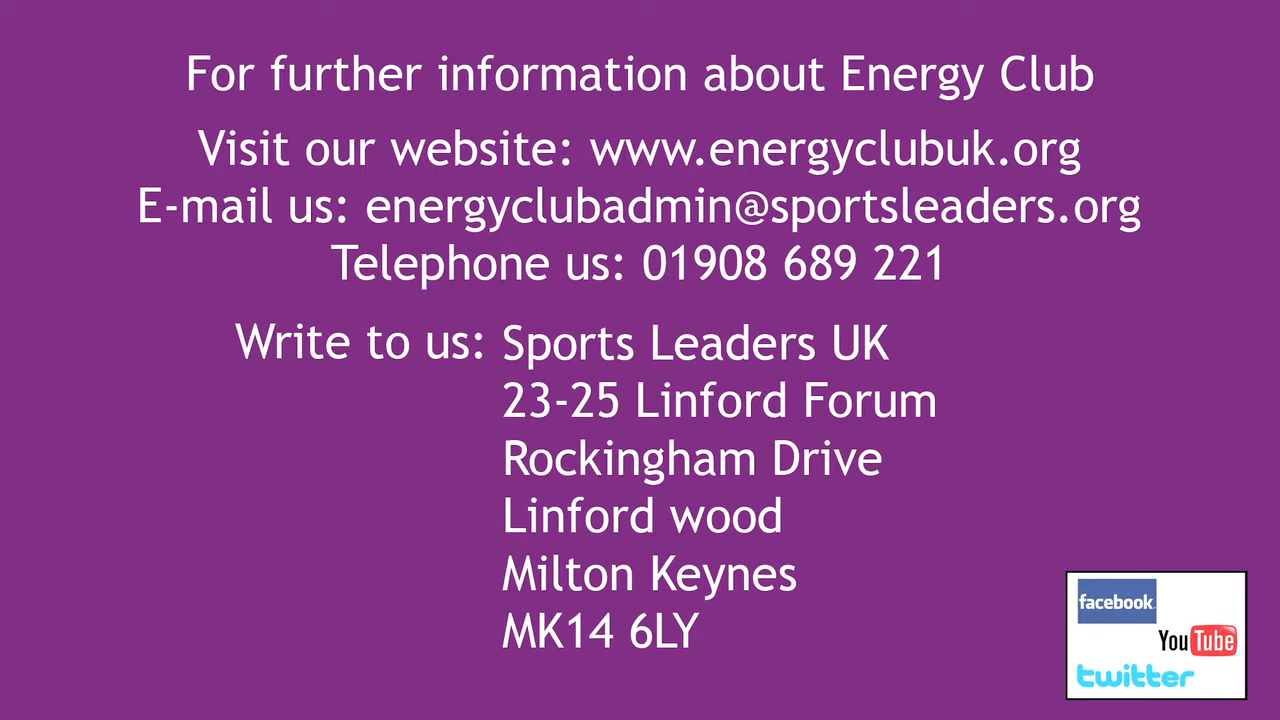 For further information about Energy Club
Visit our website: www.energyclubuk.org
E-mail us: energyclubadmin@sportsleaders.org
Telephone us: 01908 689 221
Write to us: Sports Leaders UK
23-25 Linford Forum
Rockingham Drive
Linford wood
Milton Keynes
MK14 6LY
facebook
YouTube
twitter